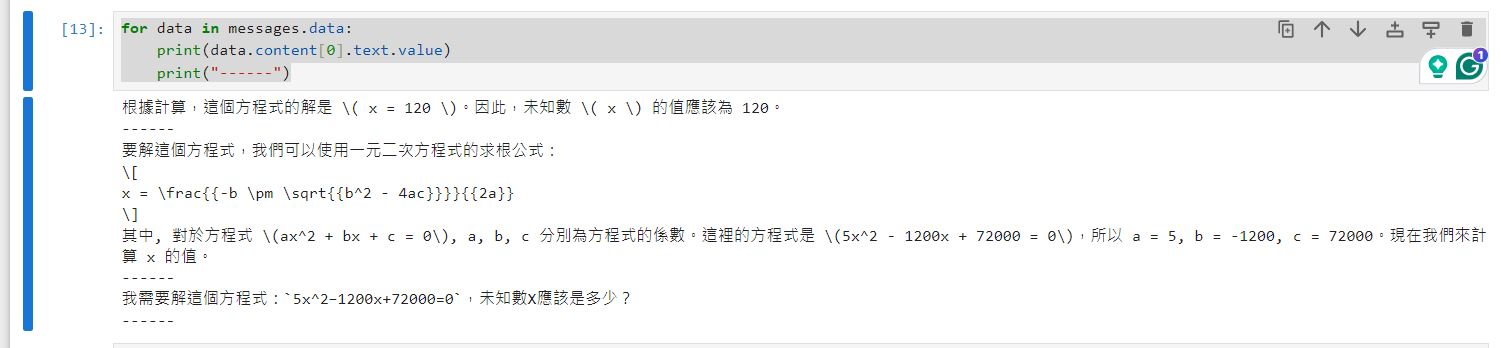 [13]:
for data in messages.data:
    print(data.content[0].text.value)
    print("------")
1
根據計算，這個方程式的解是 \( x = 120 \)。因此，未知數 \( x \) 的值應該為 120。
------
要解這個方程式，我們可以使用一元二次方程式的求根公式：
\[
x = \frac{{-b \pm \sqrt{{b^2 - 4ac}}}}{{2a}}
\]
其中, 對於方程式 \(ax^2 + bx + c = 0\), a, b, c 分別為方程式的係數。這裡的方程式是 \(5x^2 - 1200x + 72000 = 0\)，所以 a = 5, b = -1200, c = 72000。現在我們來計
算 x 的值。
------
我需要解這個方程式：`5x^2−1200x+72000=0`，未知數X應該是多少？
------